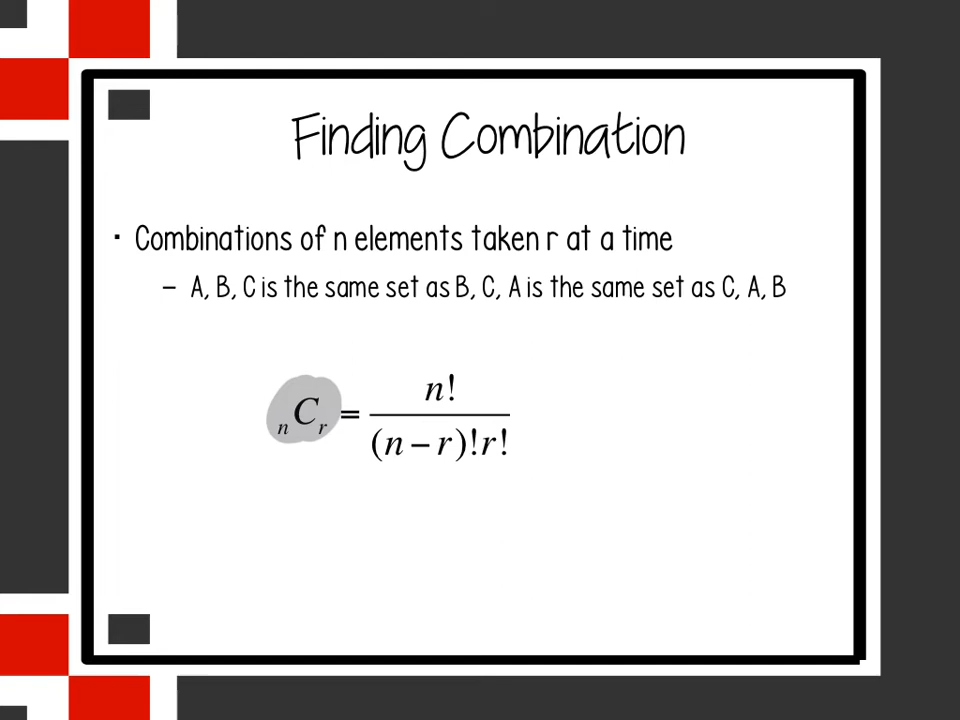 Finding Combination
· Combinations of n elements taken r at a time
– A, B, C is the same set as B, C, A is the same set as C, A, B
ₙCᵣ = n! / (n – r)!r!